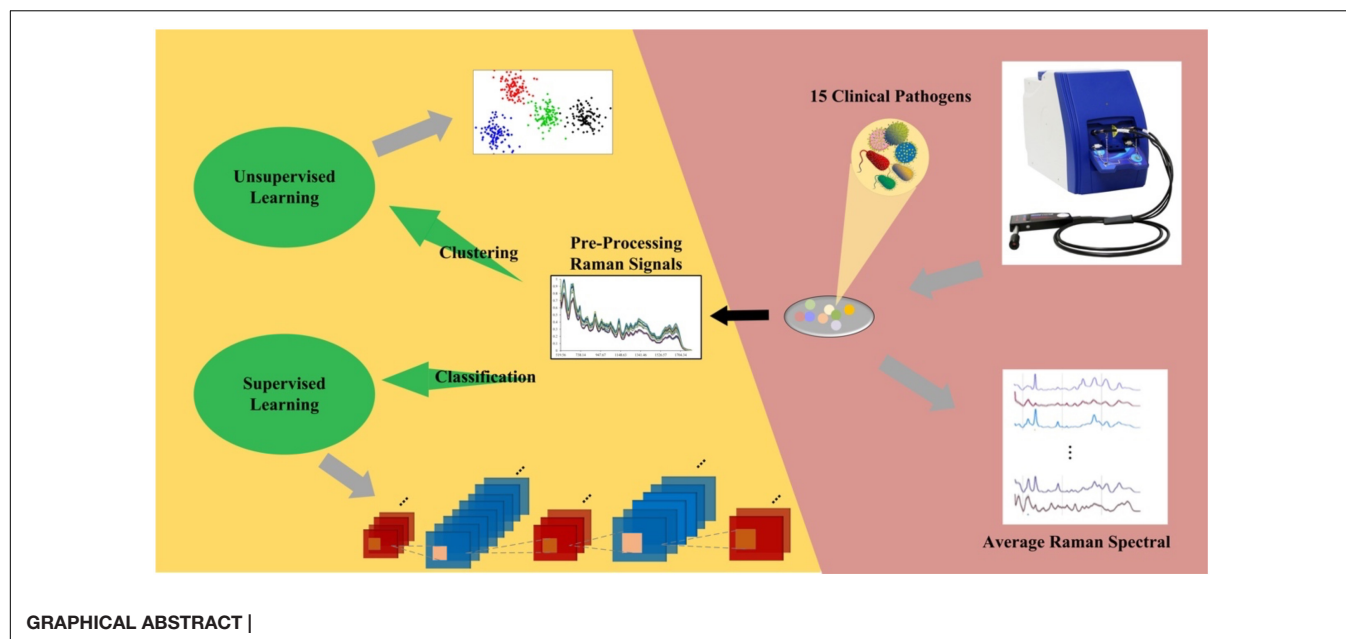 15 Clinical Pathogens
Unsupervised
Learning
Clustering
Pre-Processing
Raman Signals
Classification
Supervised
Learning
Average Raman Spectral
GRAPHICAL ABSTRACT |